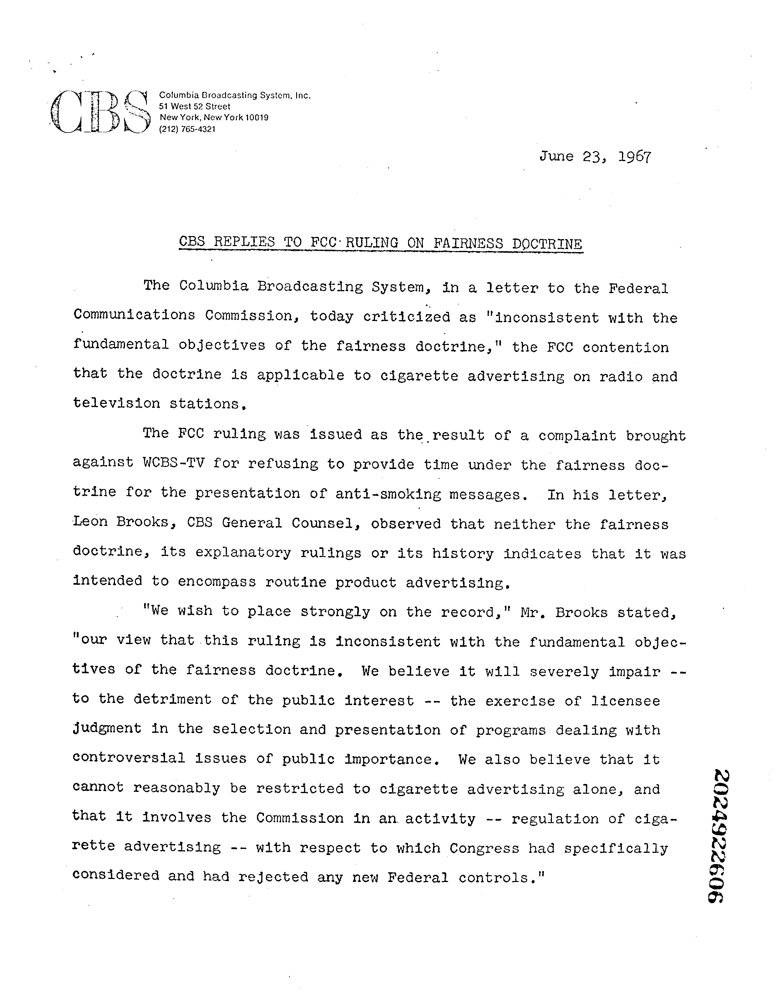 CBS
Columbia Broadcasting System, Inc.
51 West 52 Street
New York, New York 10019
(212) 765-4321
June 23, 1967
CBS REPLIES TO FCC RULING ON FAIRNESS DOCTRINE
The Columbia Broadcasting System, in a letter to the Federal
Communications Commission, today criticized as "inconsistent with the
fundamental objectives of the fairness doctrine," the FCC contention
that the doctrine is applicable to cigarette advertising on radio and
television stations.
The FCC ruling was issued as the result of a complaint brought
against WCBS-TV for refusing to provide time under the fairness doc-
trine for the presentation of anti-smoking messages. In his letter,
Leon Brooks, CBS General Counsel, observed that neither the fairness
doctrine, its explanatory rulings or its history indicates that it was
intended to encompass routine product advertising.
"We wish to place strongly on the record," Mr. Brooks stated,
"our view that this ruling is inconsistent with the fundamental objec-
tives of the fairness doctrine. We believe it will severely impair --
to the detriment of the public interest -- the exercise of licensee
judgment in the selection and presentation of programs dealing with
controversial issues of public importance. We also believe that it
cannot reasonably be restricted to cigarette advertising alone, and
that it involves the Commission in an activity -- regulation of ciga-
rette advertising -- with respect to which Congress had specifically
considered and had rejected any new Federal controls."
2024922606